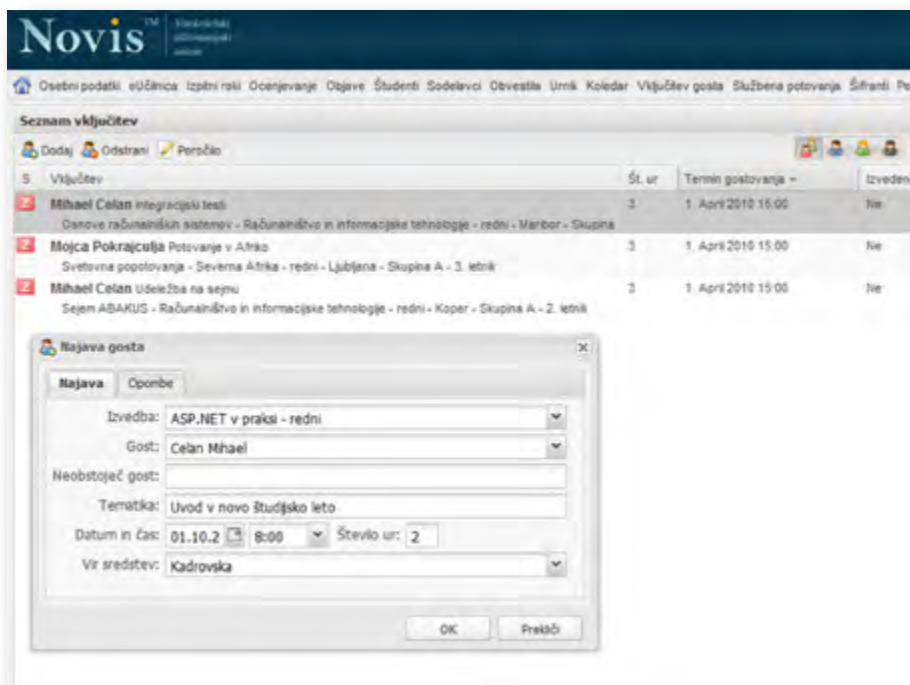 Novis™
Osebni podatki eUčilnica Izpitni roki Ocenjevanje Objave Študenti Sodelavci Obvestila Urnik Koledar Vključitev gosta Službena potovanja Šifranti Po
Seznam vključitev
Dodaj Odstrani Poročilo
S Vključitev Št. ur Termin gostovanja Izveden
Mihael Celan Integracijski testi 3 1. April 2010 15:00 Ne
Osnove računalniških sistemov - Računalništvo in informacijske tehnologije - redni - Maribor - Skupina
Mojca Pokrajculja Potovanje v Afriko 3 1. April 2010 15:00 Ne
Svetovna popotovanja - Severna Afrika - redni - Ljubljana - Skupina A - 3. letnik
Mihael Celan Udeležba na sejmu 3 1. April 2010 15:00 Ne
Sejem ABAKUS - Računalništvo in informacijske tehnologije - redni - Koper - Skupina A - 2. letnik
Najava gosta
Najava Opombe
Izvedba: ASP.NET v praksi - redni
Gost: Celan Mihael
Neobstoječ gost:
Tematika: Uvod v novo študijsko leto
Datum in čas: 01.10.2 8:00 Število ur: 2
Vir sredstev: Kadrovska
OK Prekliči